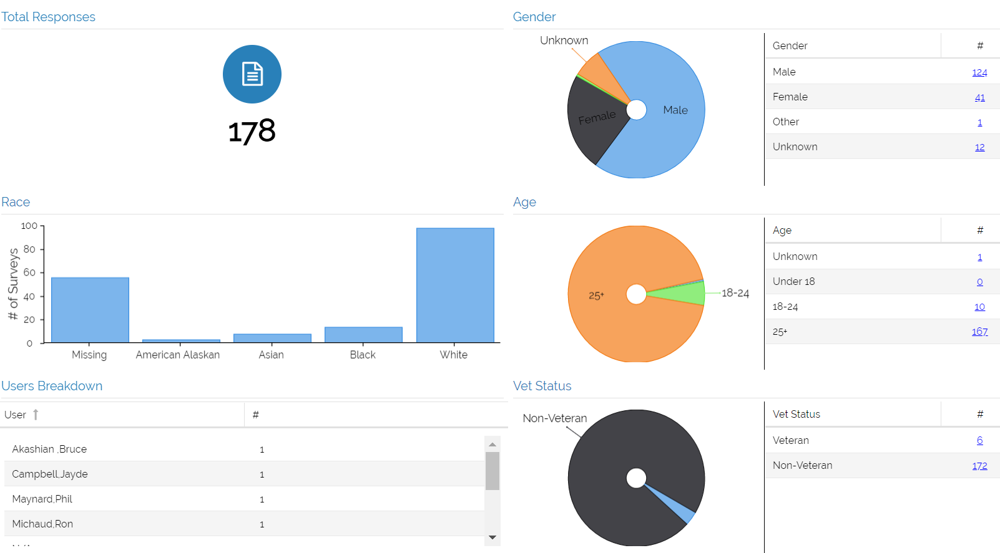 Total Responses
178
Gender
Unknown
Female
Male
Gender #
Male 124
Female 41
Other 1
Unknown 12
Race
# of Surveys
100
80
60
40
20
0
Missing American Alaskan Asian Black White
Age
25+
18-24
Age #
Unknown 1
Under 18 0
18-24 10
25+ 167
Users Breakdown
User #
Akashian ,Bruce 1
Campbell,Jayde 1
Maynard,Phil 1
Michaud,Ron 1
Vet Status
Non-Veteran
Vet Status #
Veteran 6
Non-Veteran 172